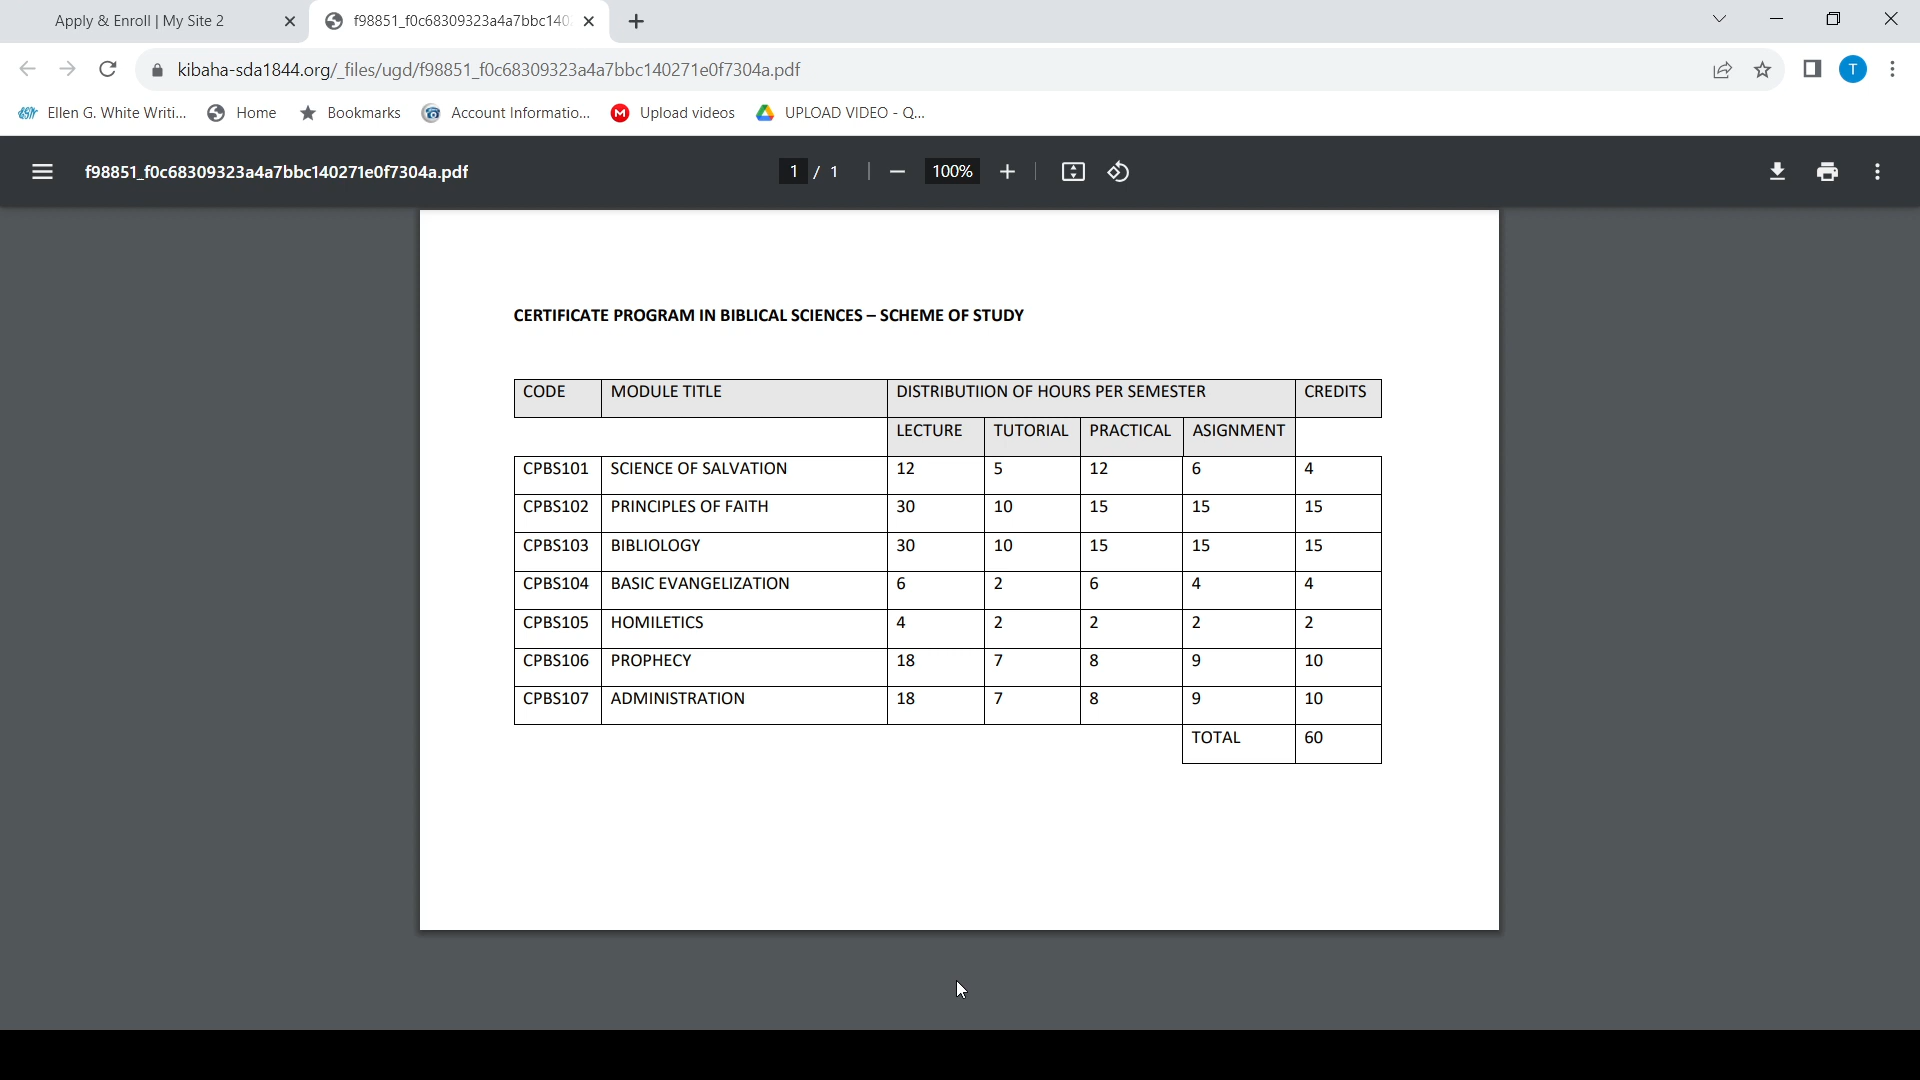 Apply & Enroll | My Site 2
f98851_f0c68309323a4a7bbc140
kibaha-sda1844.org/_files/ugd/f98851_f0c68309323a4a7bbc140271e0f7304a.pdf
T
Ellen G. White Writi... Home Bookmarks Account Informatio... Upload videos UPLOAD VIDEO - Q...
f98851_f0c68309323a4a7bbc140271e0f7304a.pdf 1 / 1 100%
CERTIFICATE PROGRAM IN BIBLICAL SCIENCES – SCHEME OF STUDY
CODE MODULE TITLE DISTRIBUTIION OF HOURS PER SEMESTER CREDITS
LECTURE TUTORIAL PRACTICAL ASIGNMENT
CPBS101 SCIENCE OF SALVATION 12 5 12 6 4
CPBS102 PRINCIPLES OF FAITH 30 10 15 15 15
CPBS103 BIBLIOLOGY 30 10 15 15 15
CPBS104 BASIC EVANGELIZATION 6 2 6 4 4
CPBS105 HOMILETICS 4 2 2 2 2
CPBS106 PROPHECY 18 7 8 9 10
CPBS107 ADMINISTRATION 18 7 8 9 10
TOTAL 60